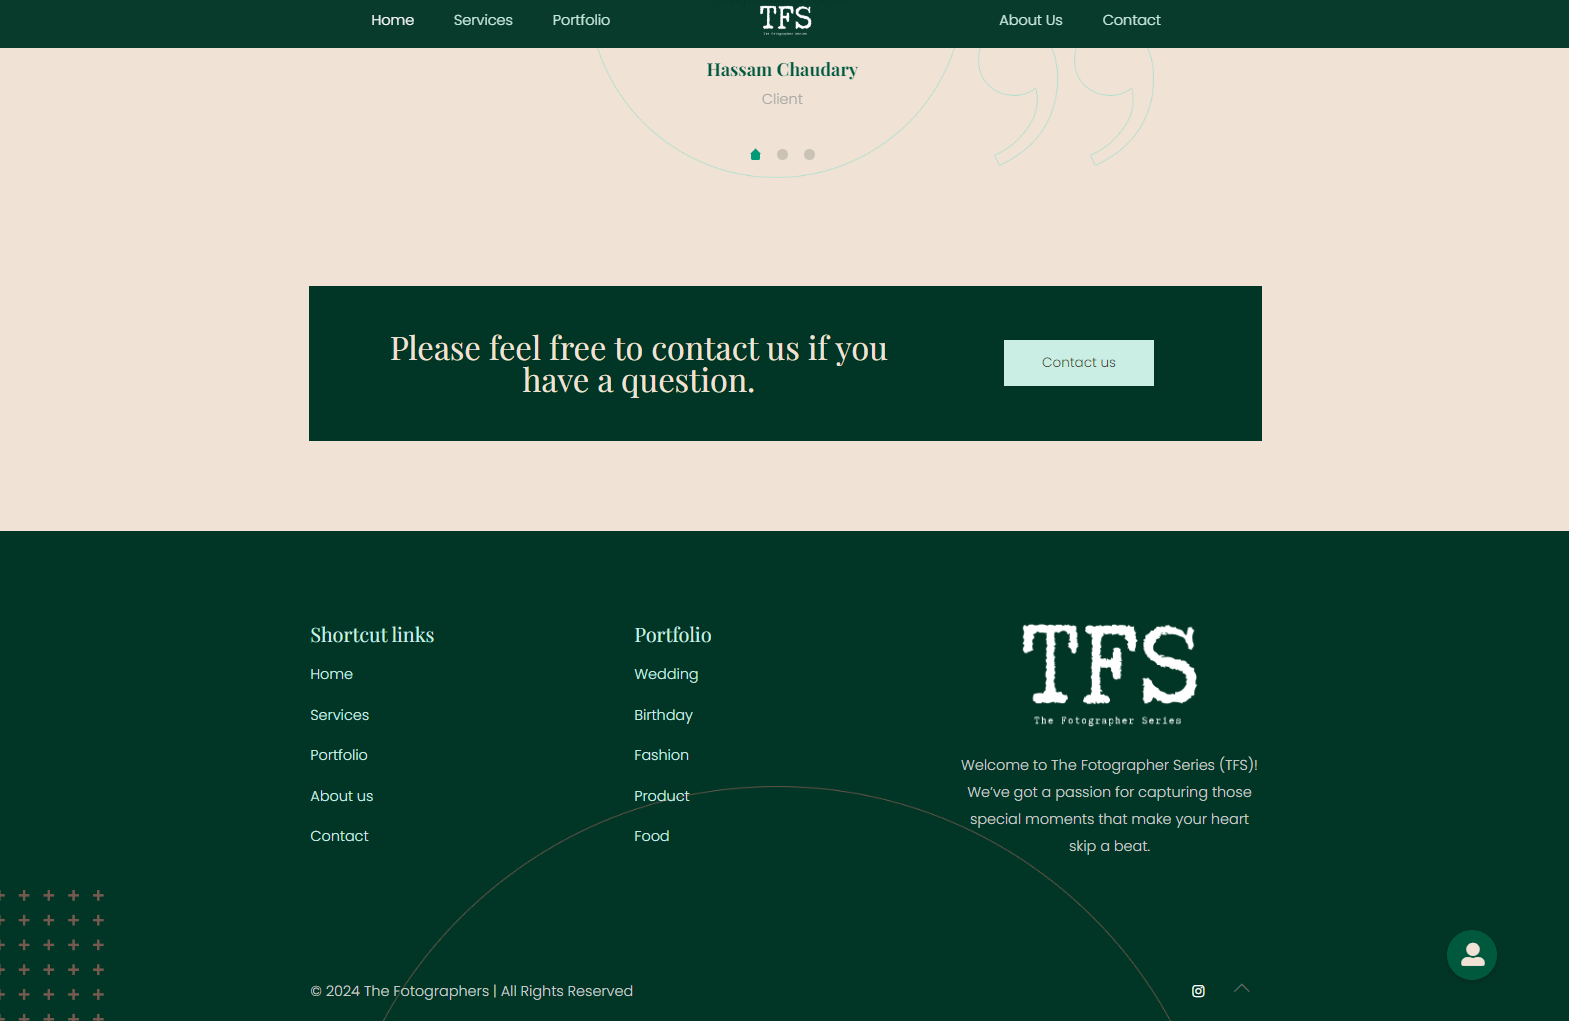 Home
Services
Portfolio
TFS
The Fotographer Series
About Us
Contact
Hassam Chaudary
Client
Please feel free to contact us if you
have a question.
Contact us
Shortcut links
Home
Services
Portfolio
About us
Contact
Portfolio
Wedding
Birthday
Fashion
Product
Food
TFS
The Fotographer Series
Welcome to The Fotographer Series (TFS)!
We've got a passion for capturing those
special moments that make your heart
skip a beat.
© 2024 The Fotographers | All Rights Reserved